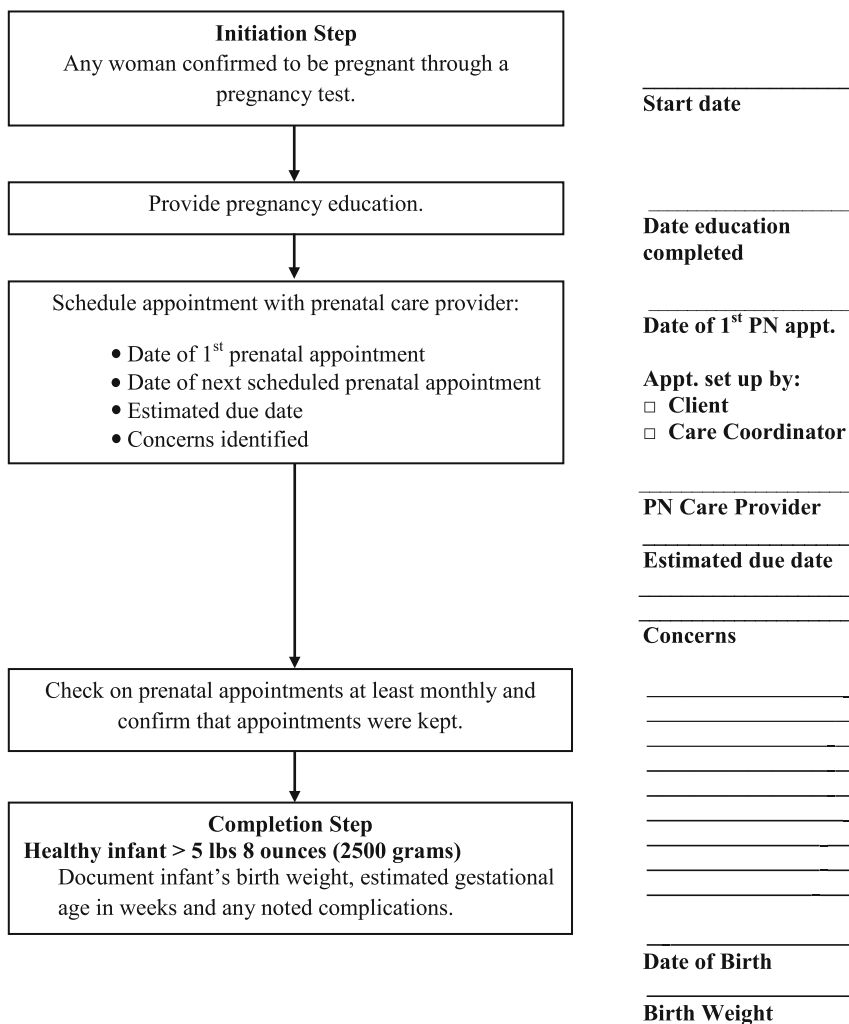 Initiation Step
Any woman confirmed to be pregnant through a
pregnancy test.
Start date
Provide pregnancy education.
Date education
completed
Schedule appointment with prenatal care provider:
• Date of 1st prenatal appointment
• Date of next scheduled prenatal appointment
• Estimated due date
• Concerns identified
Date of 1st PN appt.
Appt. set up by:
□ Client
□ Care Coordinator
PN Care Provider
Estimated due date
Concerns
Check on prenatal appointments at least monthly and
confirm that appointments were kept.
Completion Step
Healthy infant > 5 lbs 8 ounces (2500 grams)
Document infant's birth weight, estimated gestational
age in weeks and any noted complications.
Date of Birth
Birth Weight